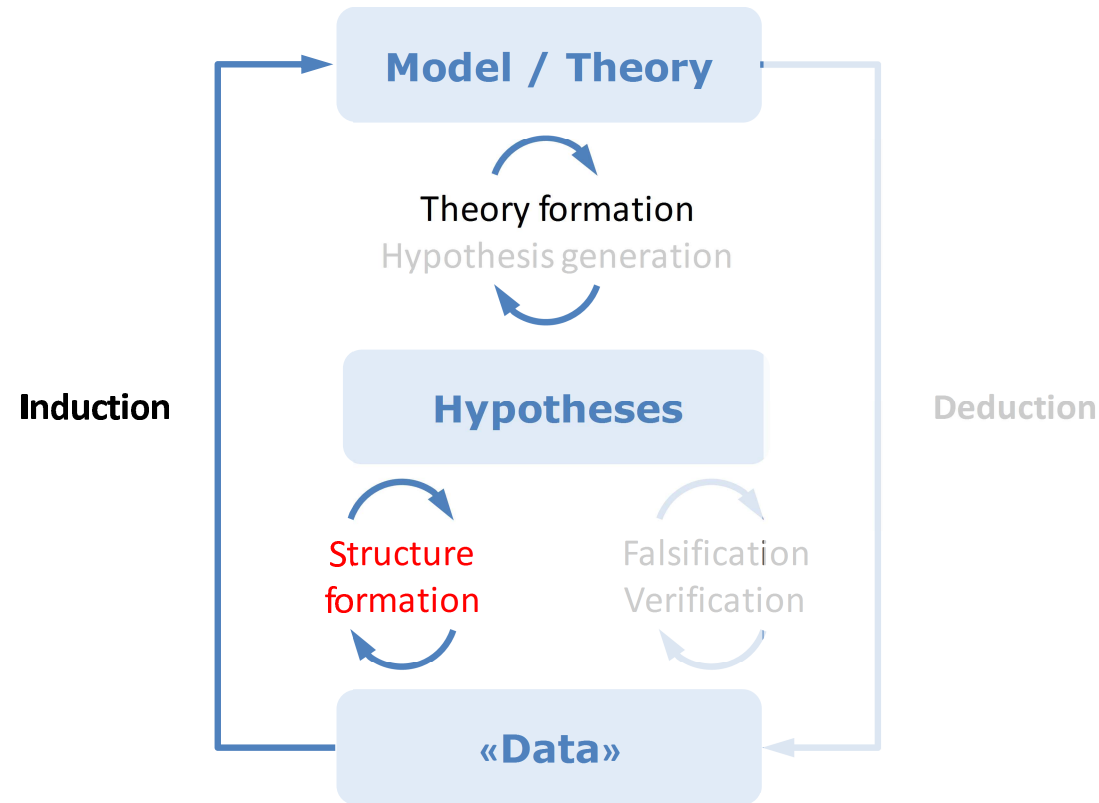 Model / Theory
Theory formation
Hypothesis generation
Induction
Hypotheses
Deduction
Structure
formation
Falsification
Verification
«Data»